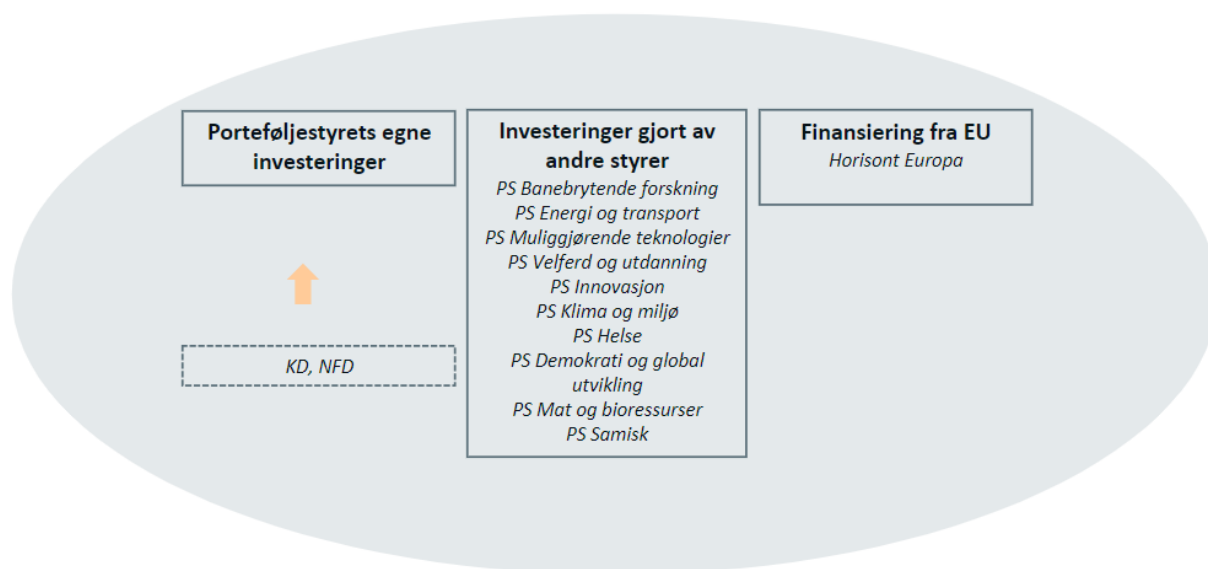 Porteføljestyrets egne
investeringer
KD, NFD
Investeringer gjort av
andre styrer
PS Banebrytende forskning
PS Energi og transport
PS Muliggjørende teknologier
PS Velferd og utdanning
PS Innovasjon
PS Klima og miljø
PS Helse
PS Demokrati og global
utvikling
PS Mat og bioressurser
PS Samisk
Finansiering fra EU
Horisont Europa